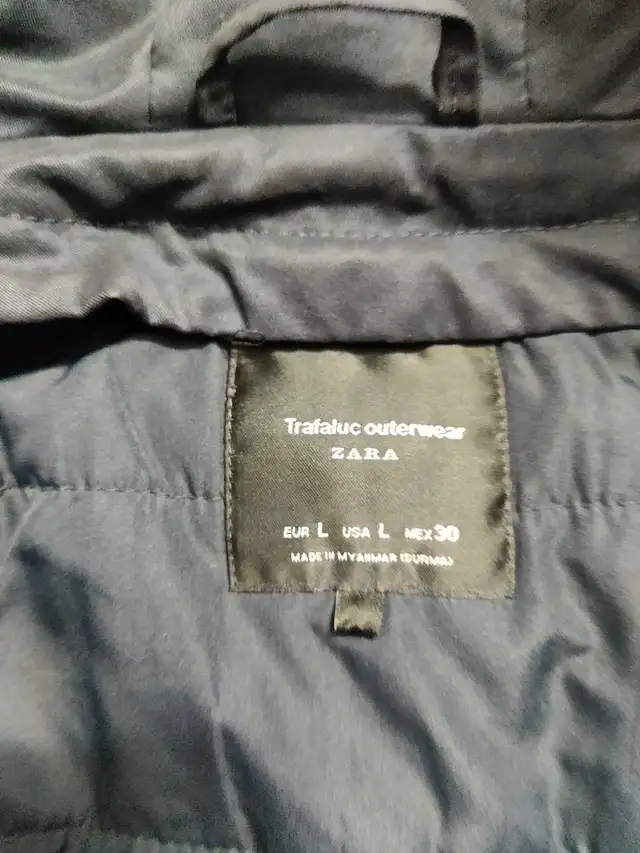 Trafaluc outerwear
ZARA
EUR L USA L MEX 30
MADE IN MYANMAR (BURMA)